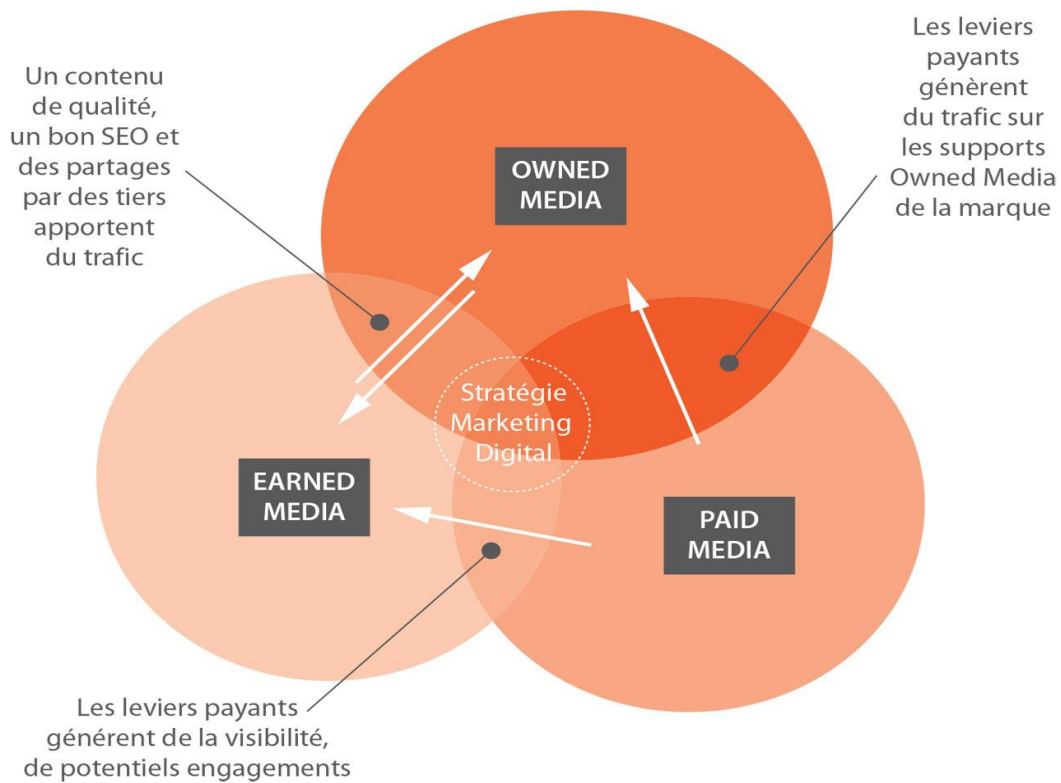 Un contenu
de qualité,
un bon SEO et
des partages
par des tiers
apportent
du trafic
Les leviers
payants
génèrent
du trafic sur
les supports
Owned Media
de la marque
OWNED
MEDIA
Stratégie
Marketing
Digital
EARNED
MEDIA
PAID
MEDIA
Les leviers payants
générent de la visibilité,
de potentiels engagements